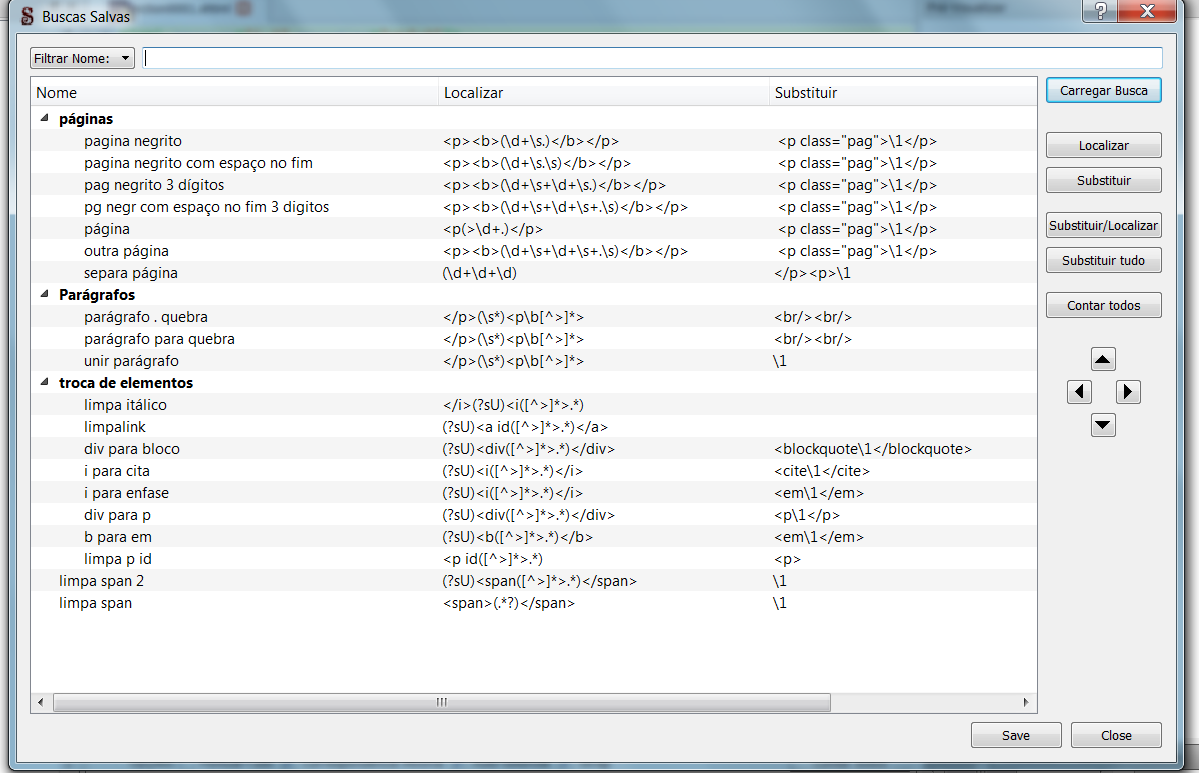 Buscas Salvas
Filtrar Nome:
Nome Localizar Substituir
Carregar Busca
páginas
pagina negrito <p><b>(\d+\s.)</b></p> <p class="pag">\1</p>
Localizar
pagina negrito com espaço no fim <p><b>(\d+\s.\s)</b></p> <p class="pag">\1</p>
pag negrito 3 dígitos <p><b>(\d+\s+\d+\s.)</b></p> <p class="pag">\1</p>
Substituir
pg negr com espaço no fim 3 digitos <p><b>(\d+\s+\d+\s+.\s)</b></p> <p class="pag">\1</p>
página <p(>\d+.)</p> <p class="pag">\1</p>
Substituir/Localizar
outra página <p><b>(\d+\s+\d+\s+.\s)</b></p> <p class="pag">\1</p>
Substituir tudo
separa página (\d+\d+\d) </p><p>\1
Parágrafos
Contar todos
parágrafo . quebra </p>(\s*)<p\b[^>]*> <br/><br/>
parágrafo para quebra </p>(\s*)<p\b[^>]*> <br/><br/>
unir parágrafo </p>(\s*)<p\b[^>]*> \1
troca de elementos
limpa itálico </i>(?sU)<i([^>]*>.*)
limpalink (?sU)<a id([^>]*>.*)</a>
div para bloco (?sU)<div([^>]*>.*)</div> <blockquote\1</blockquote>
i para cita (?sU)<i([^>]*>.*)</i> <cite\1</cite>
i para enfase (?sU)<i([^>]*>.*)</i> <em\1</em>
div para p (?sU)<div([^>]*>.*)</div> <p\1</p>
b para em (?sU)<b([^>]*>.*)</b> <em\1</em>
limpa p id <p id([^>]*>.*) <p>
limpa span 2 (?sU)<span([^>]*>.*)</span> \1
limpa span <span>(.*?)</span> \1
Save Close